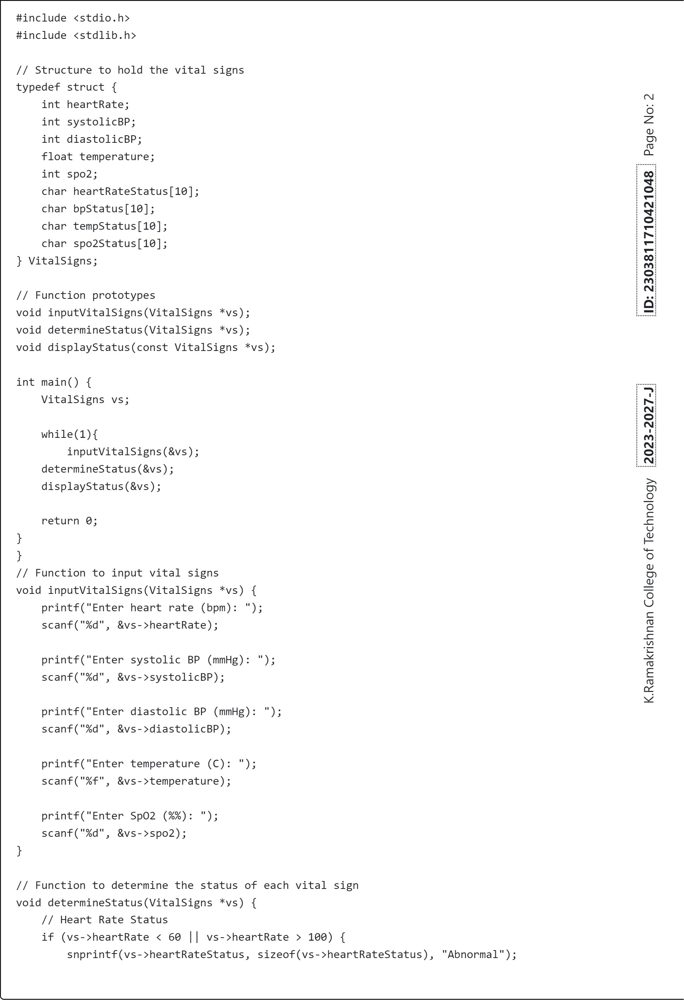 #include <stdio.h>
#include <stdlib.h>

// Structure to hold the vital signs
typedef struct {
    int heartRate;
    int systolicBP;
    int diastolicBP;
    float temperature;
    int spo2;
    char heartRateStatus[10];
    char bpStatus[10];
    char tempStatus[10];
    char spo2Status[10];
} VitalSigns;

// Function prototypes
void inputVitalSigns(VitalSigns *vs);
void determineStatus(VitalSigns *vs);
void displayStatus(const VitalSigns *vs);

int main() {
    VitalSigns vs;

    while(1){
        inputVitalSigns(&vs);
    determineStatus(&vs);
    displayStatus(&vs);

    return 0;
}
}
// Function to input vital signs
void inputVitalSigns(VitalSigns *vs) {
    printf("Enter heart rate (bpm): ");
    scanf("%d", &vs->heartRate);

    printf("Enter systolic BP (mmHg): ");
    scanf("%d", &vs->systolicBP);

    printf("Enter diastolic BP (mmHg): ");
    scanf("%d", &vs->diastolicBP);

    printf("Enter temperature (C): ");
    scanf("%f", &vs->temperature);

    printf("Enter SpO2 (%%): ");
    scanf("%d", &vs->spo2);
}

// Function to determine the status of each vital sign
void determineStatus(VitalSigns *vs) {
    // Heart Rate Status
    if (vs->heartRate < 60 || vs->heartRate > 100) {
        snprintf(vs->heartRateStatus, sizeof(vs->heartRateStatus), "Abnormal");
K.Ramakrishnan College of Technology 2023-2027-J ID: 2303811710421048 Page No: 2